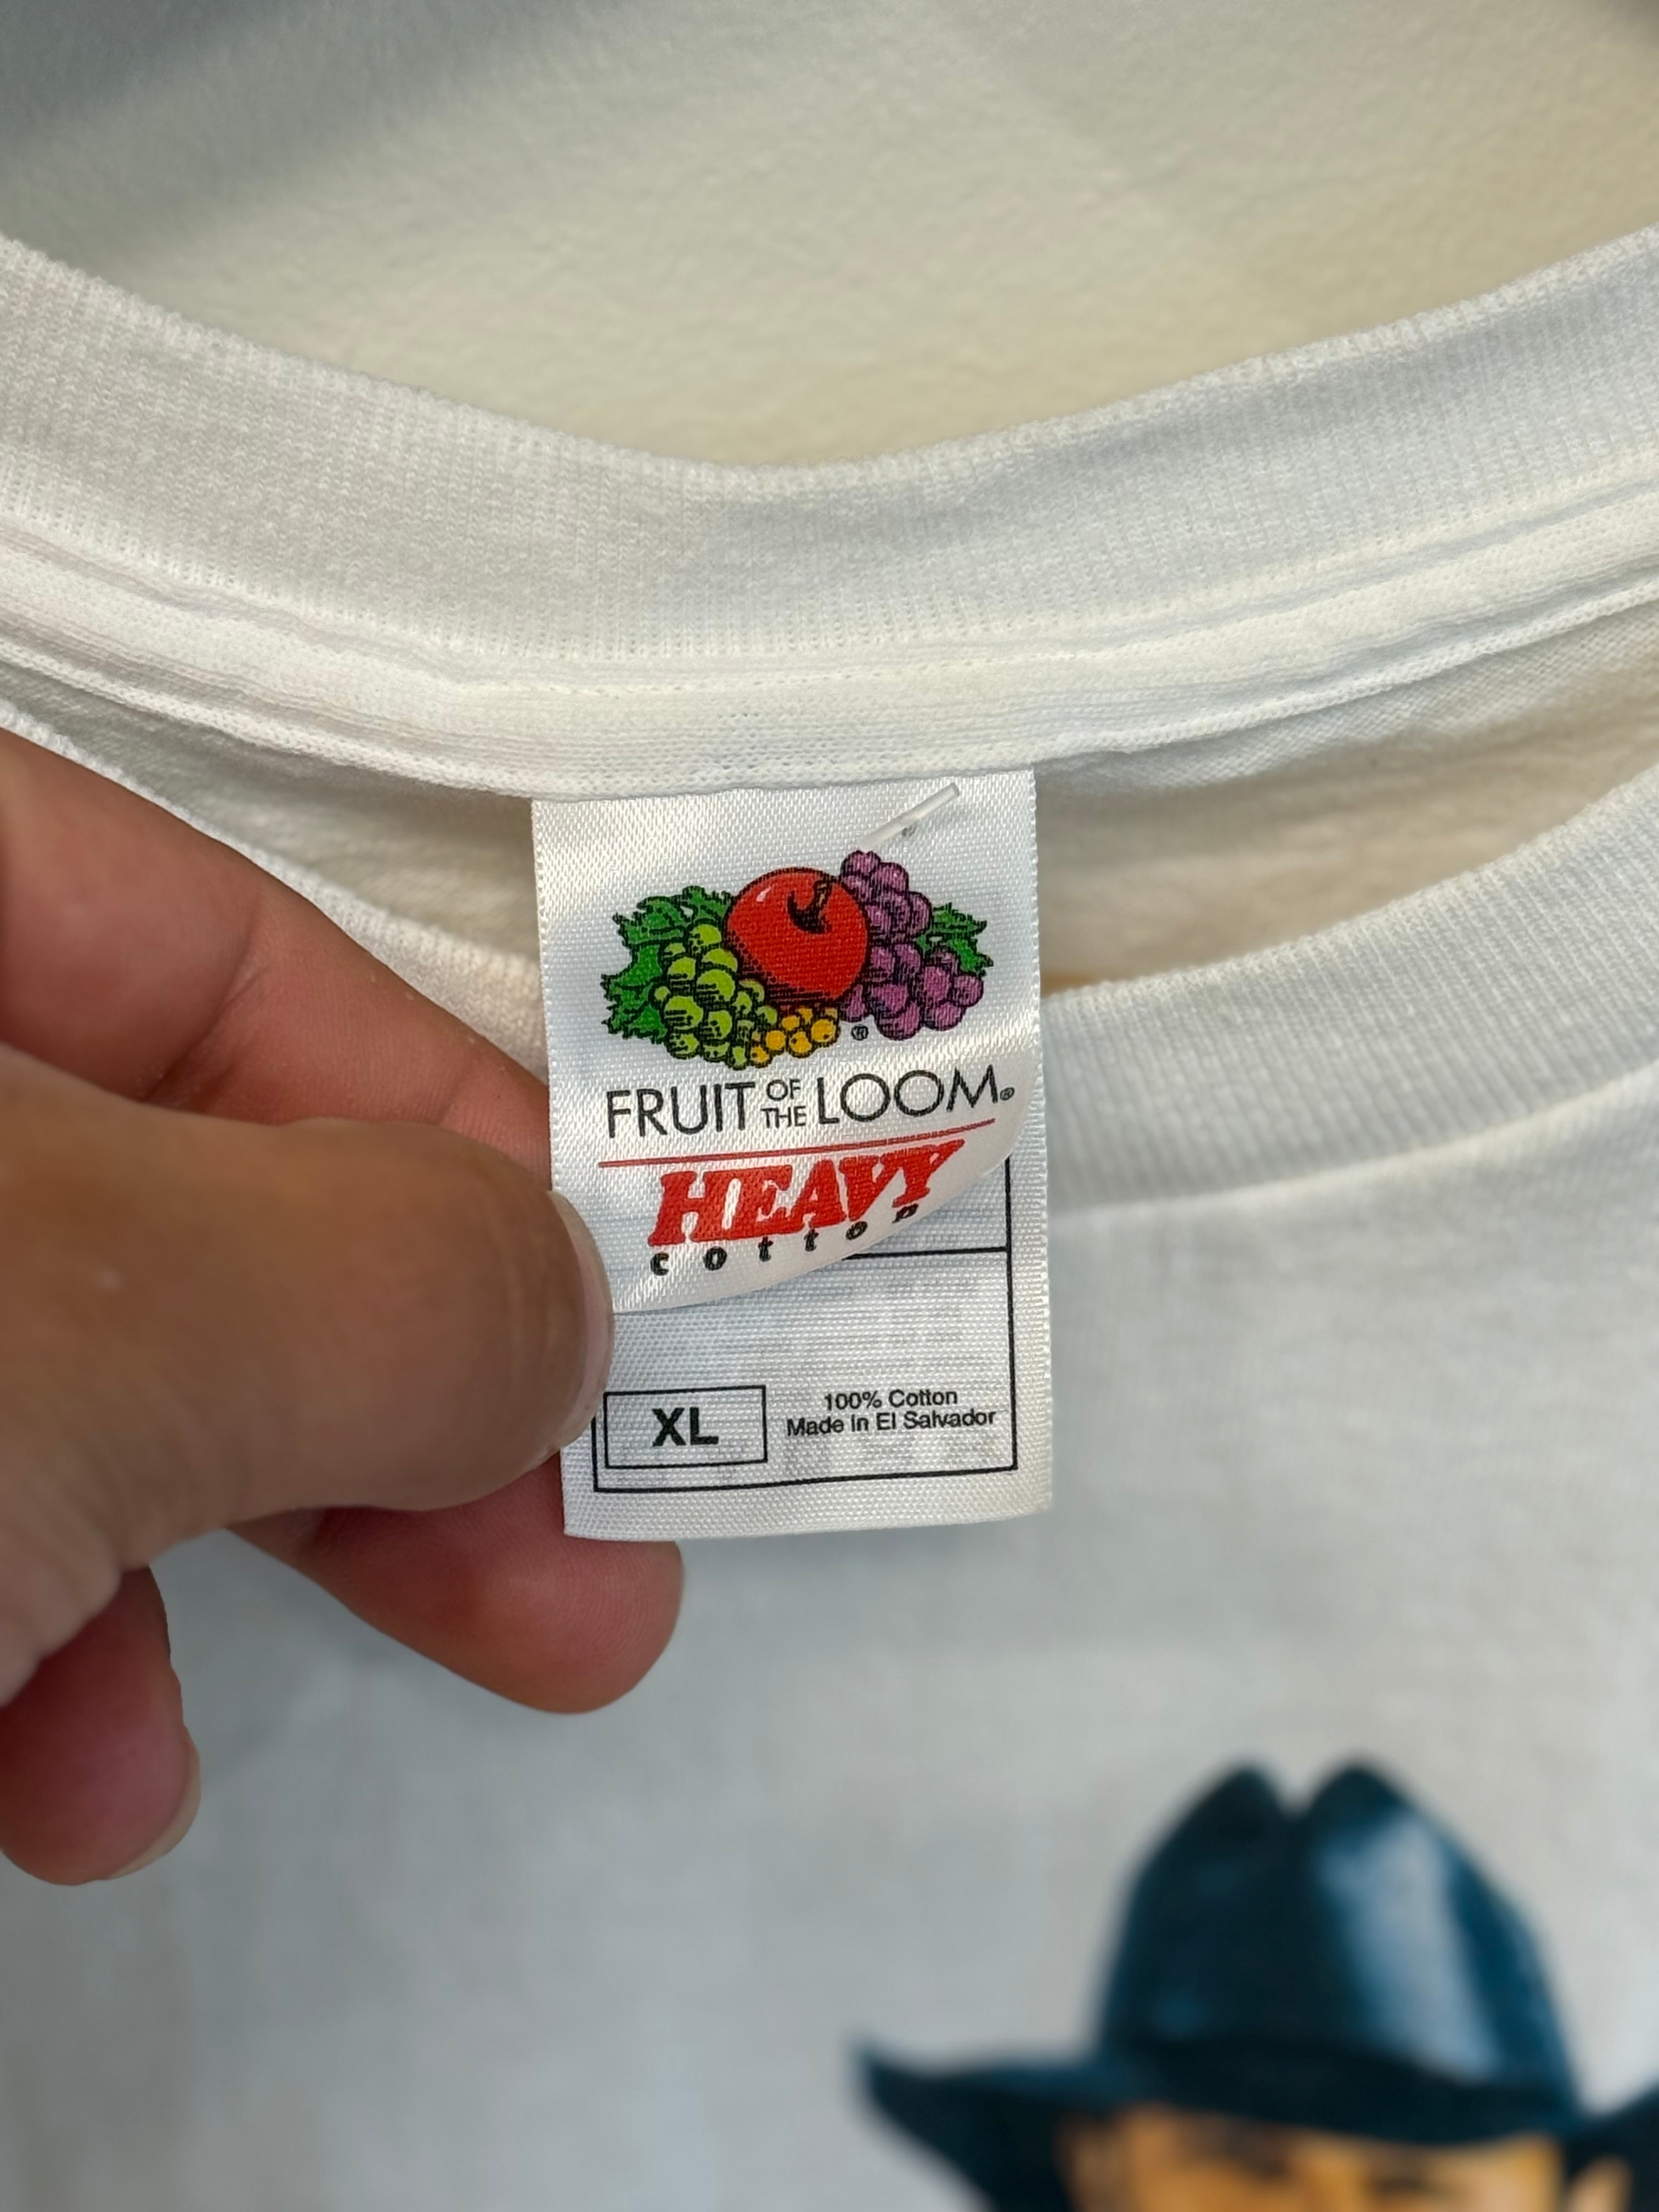 ®
FRUIT OF THE LOOM®
HEAVY
cotton
XL
100% Cotton
Made In El Salvador